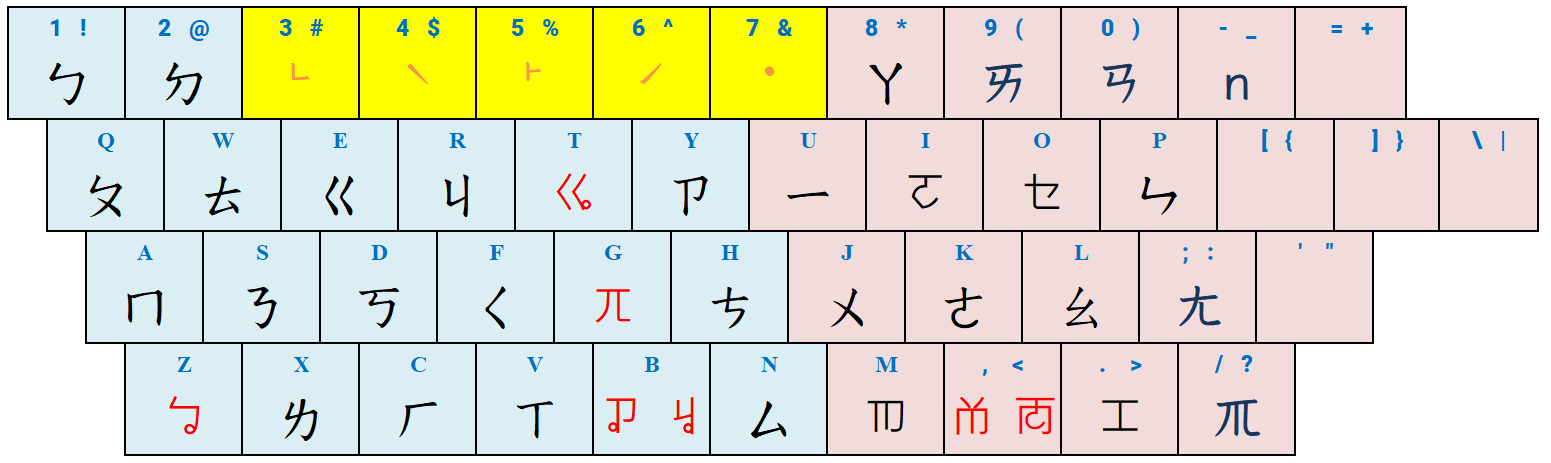 1 ! 2 @ 3 # 4 $ 5 % 6 ^ 7 & 8 * 9 ( 0 ) - _ = +
ㄅ ㄉ ˪ ˋ ˫ ˊ ˙ ㄚ ㄞ ㄢ n
Q W E R T Y U I O P [ { ] } \ |
ㄆ ㄊ ㄍ ㄐ ㆣ ㄗ ㄧ ㆦ ㆤ ㄣ
A S D F G H J K L ; : ' "
ㄇ ㄋ ㄎ ㄑ ㄫ ㄘ ㄨ ㄜ ㄠ ㄤ
Z X C V B N M , < . > / ?
ㆠ ㄌ ㄏ ㄒ ㆡ ㆢ ㄙ ㆬ ㆰ ㆱ ㆨ ㆭ